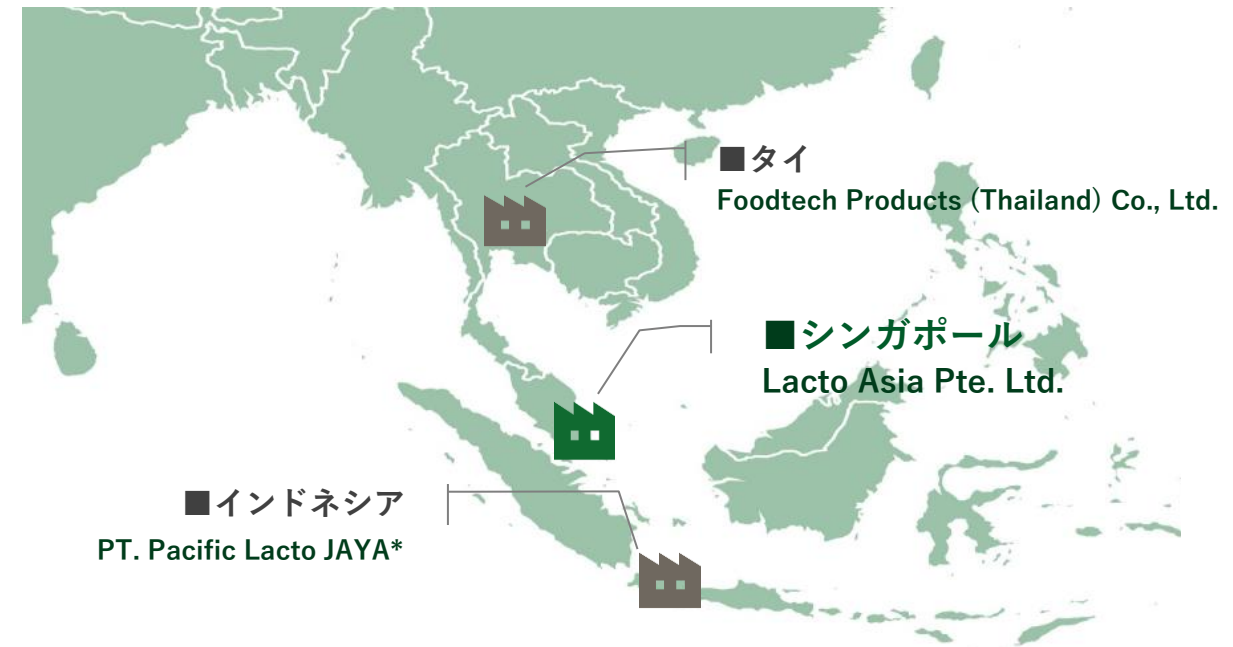 ■タイ
Foodtech Products (Thailand) Co., Ltd.
■シンガポール
Lacto Asia Pte. Ltd.
■インドネシア
PT. Pacific Lacto JAYA*